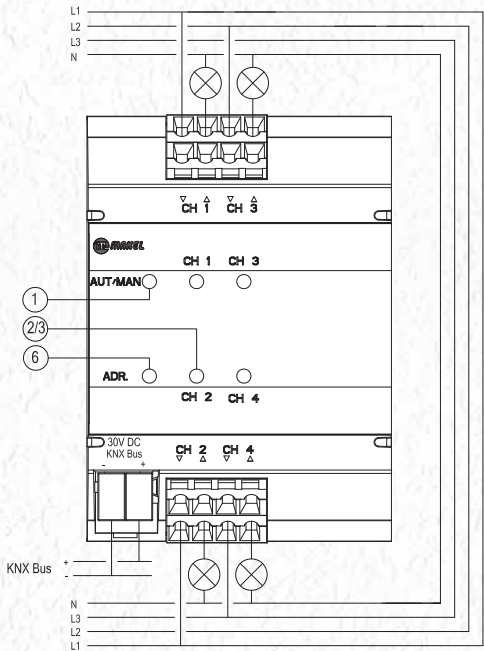 L1
L2
L3
N
CH 1 CH 3
MAKEL
CH 1 CH 3
AUT/MAN
1
2/3
6
ADR.
CH 2 CH 4
30V DC
KNX Bus
- +
CH 2 CH 4
KNX Bus + -
N
L3
L2
L1